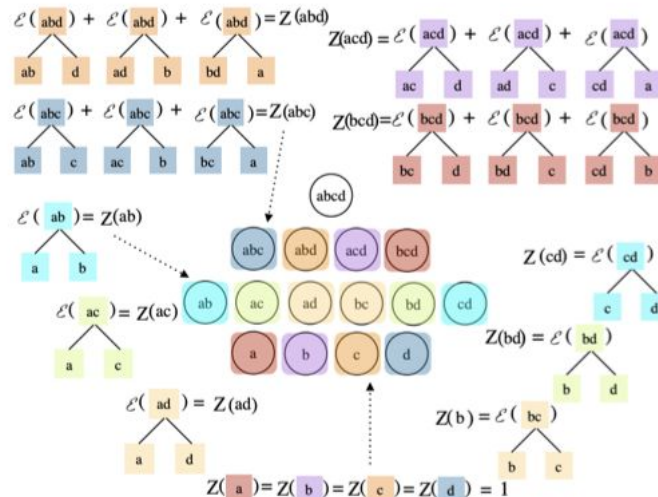 ℰ( abd ) + ℰ( abd ) + ℰ( abd ) = Z(abd)
ab d ad b bd a
Z(acd) = ℰ( acd ) + ℰ( acd ) + ℰ( acd )
ac d ad c cd a
ℰ( abc ) + ℰ( abc ) + ℰ( abc ) = Z(abc)
ab c ac b bc a
Z(bcd) = ℰ( bcd ) + ℰ( bcd ) + ℰ( bcd )
bc d bd c cd b
abcd
abc abd acd bcd
ab ac ad bc bd cd
a b c d
ℰ( ab ) = Z(ab)
a b
ℰ( ac ) = Z(ac)
a c
ℰ( ad ) = Z(ad)
a d
Z(cd) = ℰ( cd )
c d
Z(bd) = ℰ( bd )
b d
Z(b) = ℰ( bc )
b c
Z( a ) = Z( b ) = Z( c ) = Z( d ) = 1